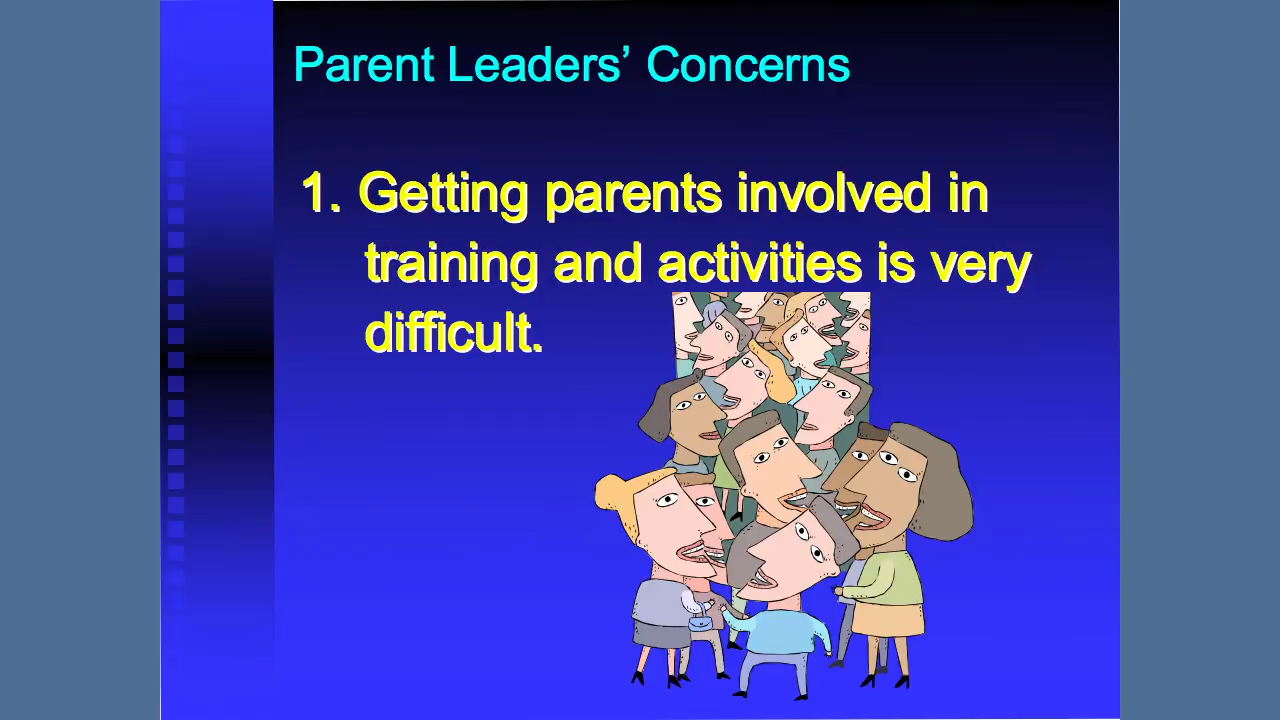 Parent Leaders’ Concerns
1. Getting parents involved in
training and activities is very
difficult.